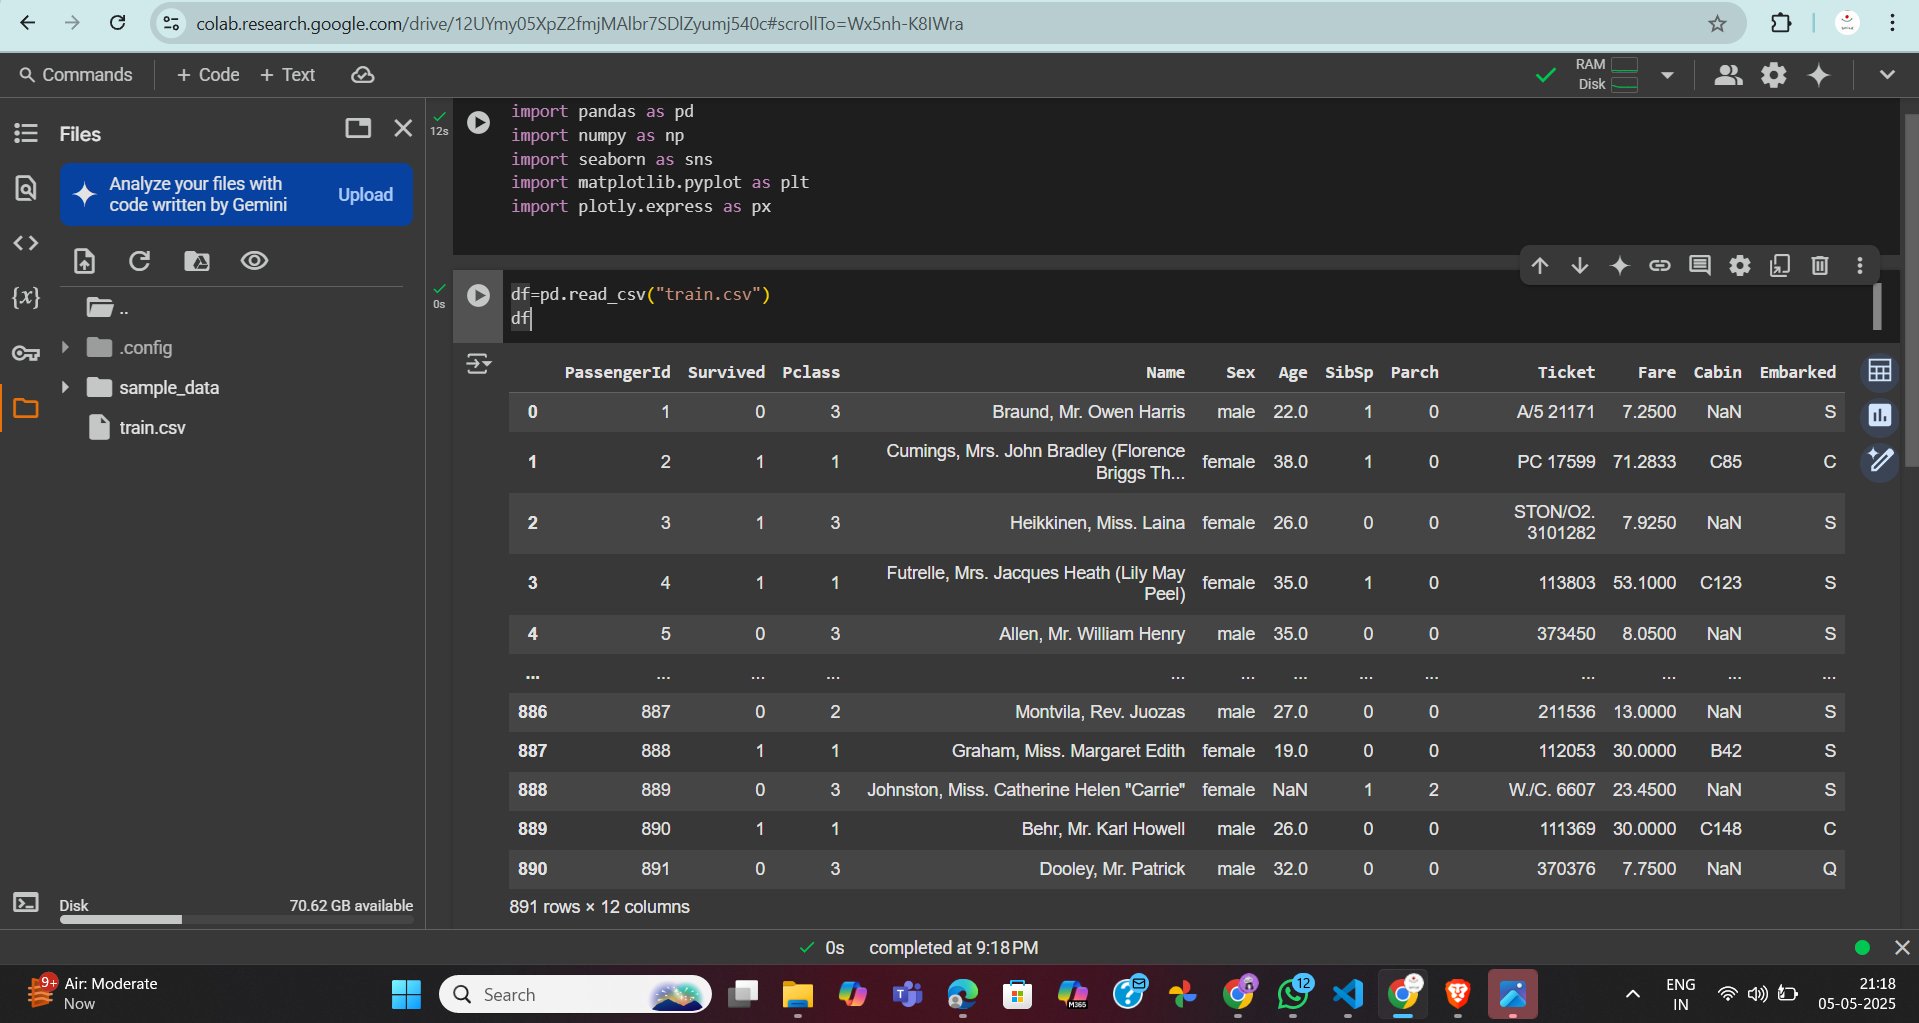 colab.research.google.com/drive/12UYmy05XpZ2fmjMAlbr7SDlZyumj540c#scrollTo=Wx5nh-K8IWra
Commands + Code + Text
RAM
Disk
Files
Analyze your files with
code written by Gemini
Upload
{x}
..
.config
sample_data
train.csv
Disk 70.62 GB available
12s
import pandas as pd
import numpy as np
import seaborn as sns
import matplotlib.pyplot as plt
import plotly.express as px
0s
df=pd.read_csv("train.csv")
df
PassengerId Survived Pclass Name Sex Age SibSp Parch Ticket Fare Cabin Embarked
0 1 0 3 Braund, Mr. Owen Harris male 22.0 1 0 A/5 21171 7.2500 NaN S
1 2 1 1 Cumings, Mrs. John Bradley (Florence
Briggs Th... female 38.0 1 0 PC 17599 71.2833 C85 C
2 3 1 3 Heikkinen, Miss. Laina female 26.0 0 0 STON/O2.
3101282 7.9250 NaN S
3 4 1 1 Futrelle, Mrs. Jacques Heath (Lily May
Peel) female 35.0 1 0 113803 53.1000 C123 S
4 5 0 3 Allen, Mr. William Henry male 35.0 0 0 373450 8.0500 NaN S
... ... ... ... ... ... ... ... ... ... ... ... ...
886 887 0 2 Montvila, Rev. Juozas male 27.0 0 0 211536 13.0000 NaN S
887 888 1 1 Graham, Miss. Margaret Edith female 19.0 0 0 112053 30.0000 B42 S
888 889 0 3 Johnston, Miss. Catherine Helen "Carrie" female NaN 1 2 W./C. 6607 23.4500 NaN S
889 890 1 1 Behr, Mr. Karl Howell male 26.0 0 0 111369 30.0000 C148 C
890 891 0 3 Dooley, Mr. Patrick male 32.0 0 0 370376 7.7500 NaN Q
891 rows × 12 columns
0s completed at 9:18 PM
9+
Air: Moderate
Now
Search
M365
12
ENG
IN
21:18
05-05-2025